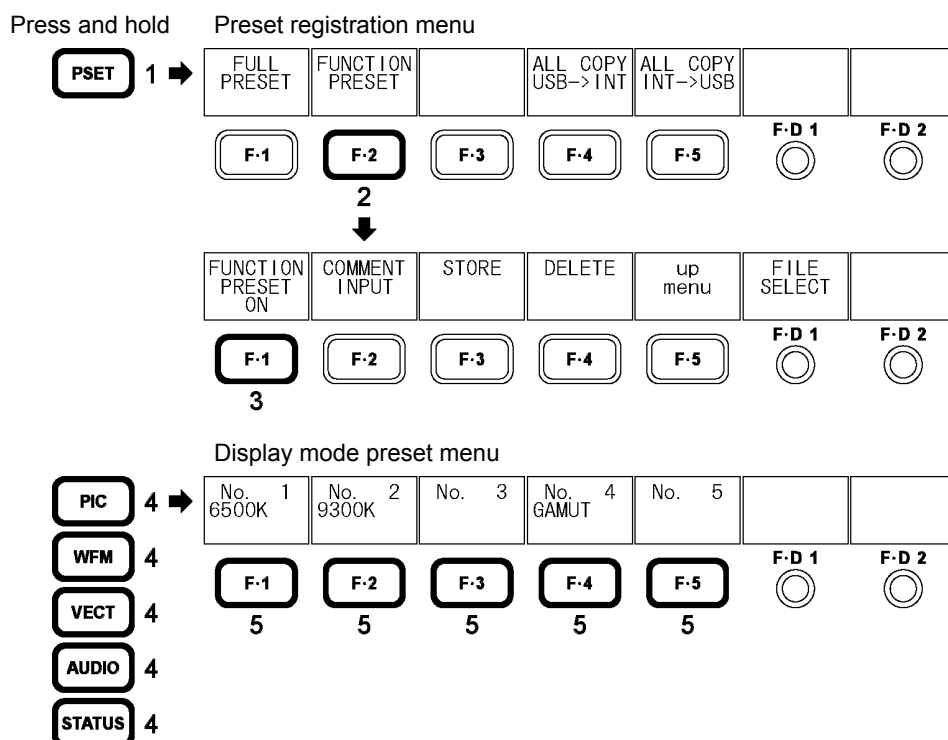 Press and hold Preset registration menu
PSET 1 FULL PRESET FUNCTION PRESET ALL COPY USB->INT ALL COPY INT->USB
F·1 F·2 F·3 F·4 F·5 F·D 1 F·D 2
2
FUNCTION PRESET ON COMMENT INPUT STORE DELETE up menu FILE SELECT
F·1 F·2 F·3 F·4 F·5 F·D 1 F·D 2
3
Display mode preset menu
PIC 4 No. 1 6500K No. 2 9300K No. 3 No. 4 GAMUT No. 5
WFM 4 F·1 F·2 F·3 F·4 F·5 F·D 1 F·D 2
VECT 4 5 5 5 5 5
AUDIO 4
STATUS 4